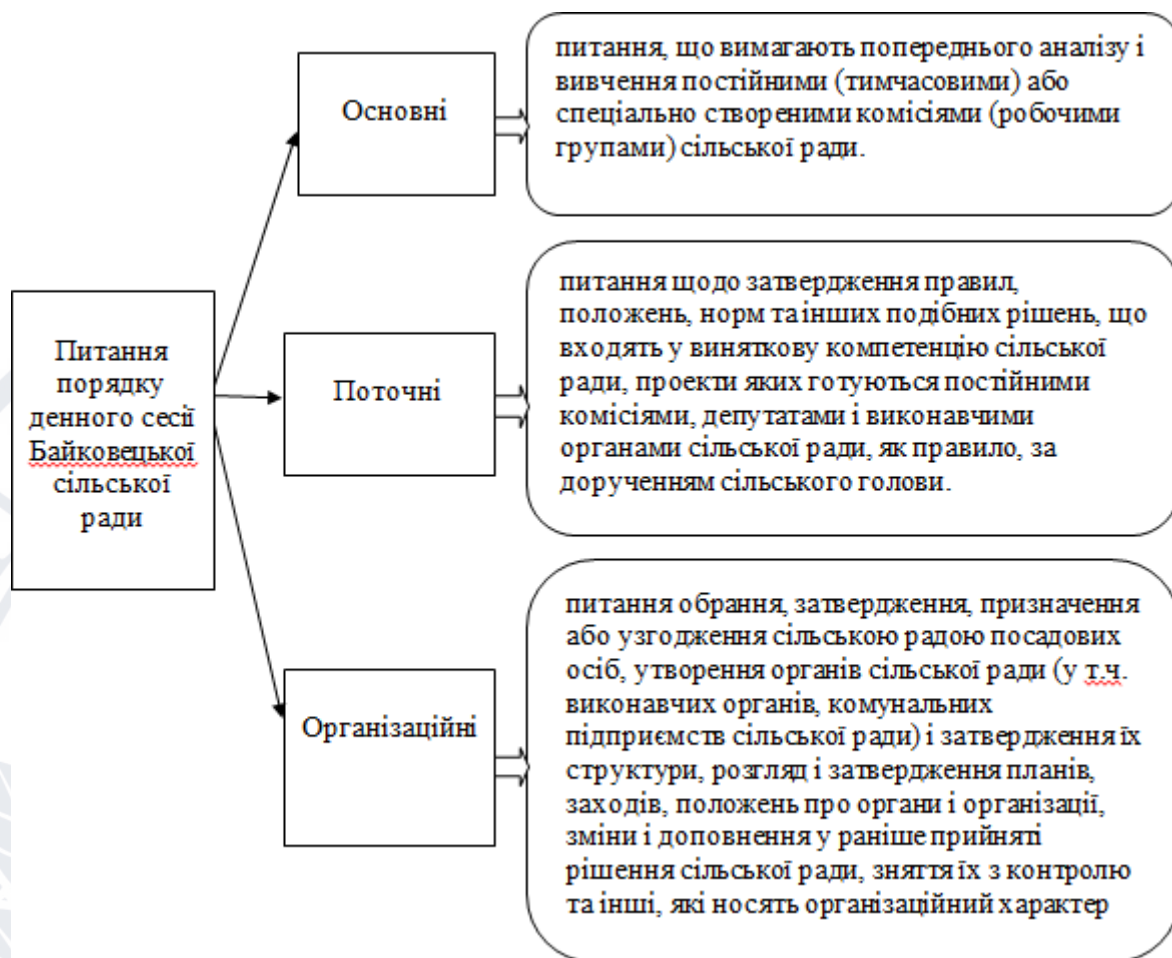 Питання
порядку
денного сесії
Байковецької
сільської
ради
Основні
питання, що вимагають попереднього аналізу і
вивчення постійними (тимчасовими) або
спеціально створеними комісіями (робочими
групами) сільської ради.
Поточні
питання щодо затвердження правил,
положень, норм та інших подібних рішень, що
входять у виняткову компетенцію сільської
ради, проекти яких готуються постійними
комісіями, депутатами і виконавчими
органами сільської ради, як правило, за
дорученням сільського голови.
Організаційні
питання обрання, затвердження, призначення
або узгодження сільською радою посадових
осіб, утворення органів сільської ради (у т.ч.
виконавчих органів, комунальних
підприємств сільської ради) і затвердження їх
структури, розгляд і затвердження планів,
заходів, положень про органи і організації,
зміни і доповнення у раніше прийняті
рішення сільської ради, зняття їх з контролю
та інші, які носять організаційний характер